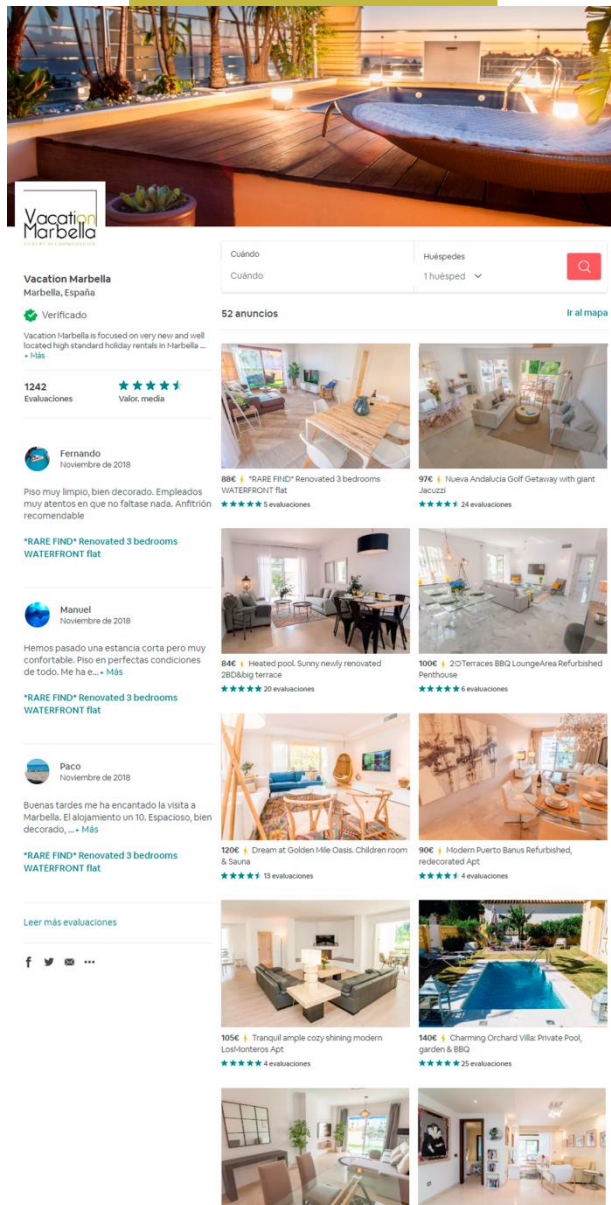 Vacation
Marbella
Cuándo
Huéspedes
Cuándo
1 huésped
Vacation Marbella
Marbella, España
Verificado
Vacation Marbella is focused on very new and well
located high standard holiday rentals in Marbella ...
+ Más
1242
Evaluaciones
Valor. media
Fernando
Noviembre de 2018
Piso muy limpio, bien decorado. Empleados
muy atentos en que no faltase nada. Anfitrión
recomendable
*RARE FIND* Renovated 3 bedrooms
WATERFRONT flat
Manuel
Noviembre de 2018
Hemos pasado una estancia corta pero muy
confortable. Piso en perfectas condiciones
de todo. Me ha e...+ Más
*RARE FIND* Renovated 3 bedrooms
WATERFRONT flat
Paco
Noviembre de 2018
Buenas tardes me ha encantado la visita a
Marbella. El alojamiento un 10. Espacioso, bien
decorado, ...+ Más
*RARE FIND* Renovated 3 bedrooms
WATERFRONT flat
Leer más evaluaciones
52 anuncios
Ir al mapa
88€ *RARE FIND* Renovated 3 bedrooms
WATERFRONT flat
5 evaluaciones
97€ Nueva Andalucia Golf Getaway with giant
Jacuzzi
24 evaluaciones
84€ Heated pool. Sunny newly renovated
2BD&big terrace
20 evaluaciones
100€ Terraces BBQ LoungeArea Refurbished
Penthouse
6 evaluaciones
120€ Dream at Golden Mile Oasis. Children room
& Sauna
13 evaluaciones
90€ Modern Puerto Banus Refurbished,
redecorated Apt
4 evaluaciones
105€ Tranquil ample cozy shining modern
LosMonteros Apt
4 evaluaciones
140€ Charming Orchard Villa: Private Pool,
garden & BBQ
25 evaluaciones